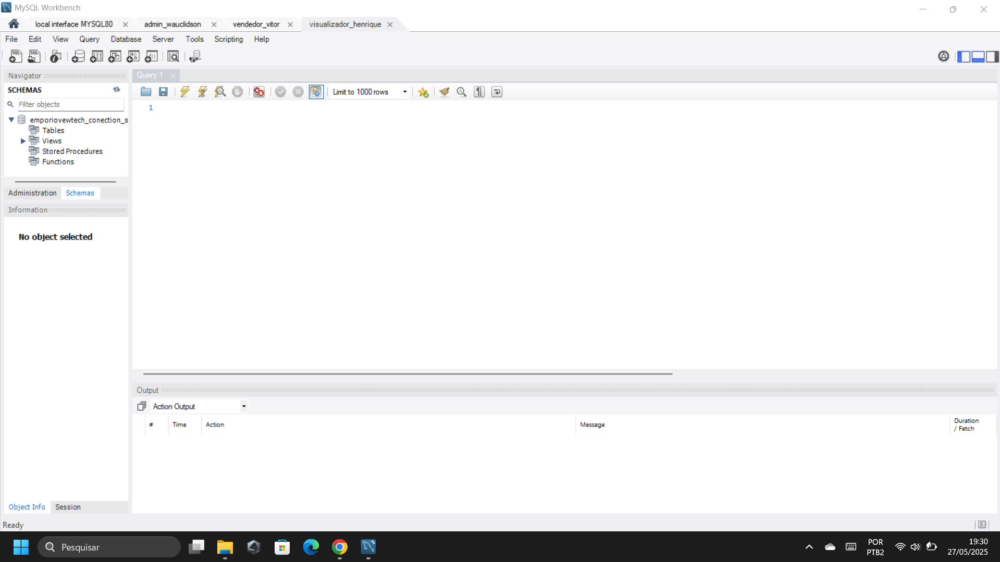 MySQL Workbench
local interface MYSQL80
admin_wauclidson
vendedor_vitor
visualizador_henrique
File Edit View Query Database Server Tools Scripting Help
Navigator
Query 1
SCHEMAS
Limit to 1000 rows
Filter objects
1
emporiovewtech_conection_s
Tables
Views
Stored Procedures
Functions
Administration Schemas
Information
No object selected
Output
Action Output
# Time Action Message Duration / Fetch
Object Info Session
Ready
Pesquisar
POR
PTB2
19:30
27/05/2025